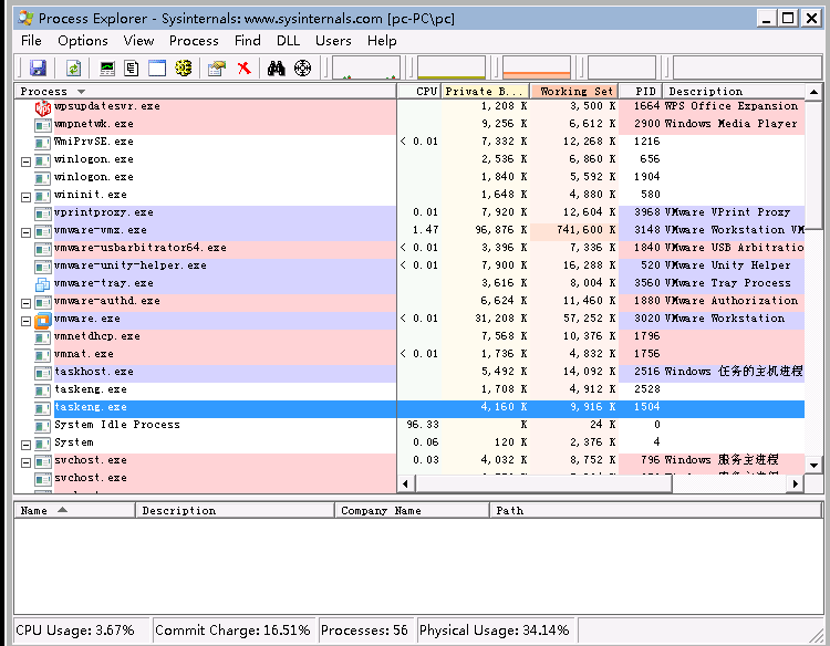 Process Explorer - Sysinternals: www.sysinternals.com [pc-PC\pc]
File Options View Process Find DLL Users Help
Process CPU Private B... Working Set PID Description
wpsupdatesvr.exe 1,208 K 3,500 K 1664 WPS Office Expansion
wmpnetwk.exe 9,256 K 6,612 K 2900 Windows Media Player
WmiPrvSE.exe < 0.01 7,332 K 12,268 K 1216
winlogon.exe 2,536 K 6,860 K 656
winlogon.exe 1,840 K 5,592 K 1904
wininit.exe 1,648 K 4,880 K 580
vprintproxy.exe 0.01 7,920 K 12,604 K 3968 VMware VPrint Proxy
vmware-vmx.exe 1.47 96,876 K 741,600 K 3148 VMware Workstation VM
vmware-usbarbitrator64.exe < 0.01 3,396 K 7,336 K 1840 VMware USB Arbitratio
vmware-unity-helper.exe < 0.01 7,900 K 16,288 K 520 VMware Unity Helper
vmware-tray.exe 3,616 K 8,004 K 3560 VMware Tray Process
vmware-authd.exe 6,624 K 11,460 K 1880 VMware Authorization
vmware.exe < 0.01 31,208 K 57,252 K 3020 VMware Workstation
vmnetdhcp.exe 7,568 K 10,376 K 1796
vmnat.exe < 0.01 1,736 K 4,832 K 1756
taskhost.exe 5,492 K 14,092 K 2516 Windows 任务的主机进程
taskeng.exe 1,708 K 4,912 K 2528
taskeng.exe 4,160 K 9,916 K 1504
System Idle Process 96.33 K 24 K 0
System 0.06 120 K 2,376 K 4
svchost.exe 0.03 4,032 K 8,752 K 796 Windows 服务主进程
svchost.exe
Name Description Company Name Path
CPU Usage: 3.67% Commit Charge: 16.51% Processes: 56 Physical Usage: 34.14%